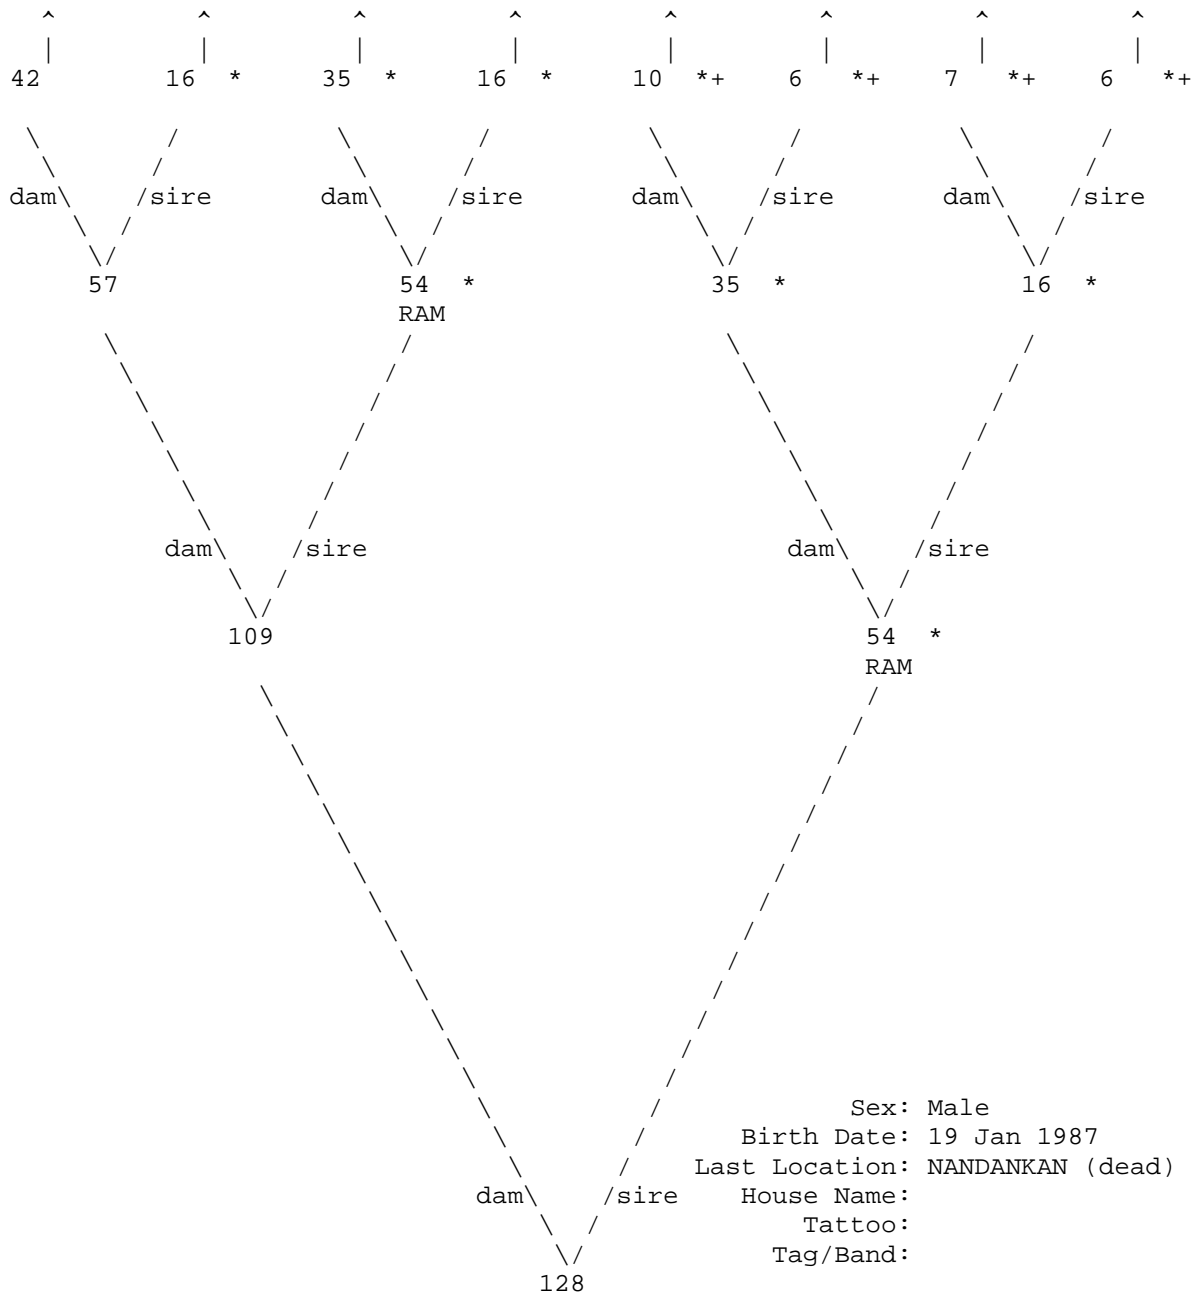 ^ ^ ^ ^ ^ ^ ^ ^
| | | | | | | |
42 16 * 35 * 16 * 10 *+ 6 *+ 7 *+ 6 *+
dam sire dam sire dam sire dam sire
57 54 * 35 * 16 *
RAM
dam sire dam sire
109 54 *
RAM
Sex: Male
Birth Date: 19 Jan 1987
Last Location: NANDANKAN (dead)
dam sire House Name:
Tattoo:
Tag/Band:
128